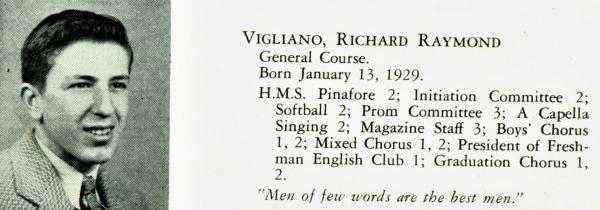 VIGLIANO, RICHARD RAYMOND
General Course.
Born January 13, 1929.
H.M.S. Pinafore 2; Initiation Committee 2;
Softball 2; Prom Committee 3; A Capella
Singing 2; Magazine Staff 3; Boys' Chorus
1, 2; Mixed Chorus 1, 2; President of Fresh-
man English Club 1; Graduation Chorus 1,
2.
"Men of few words are the best men."